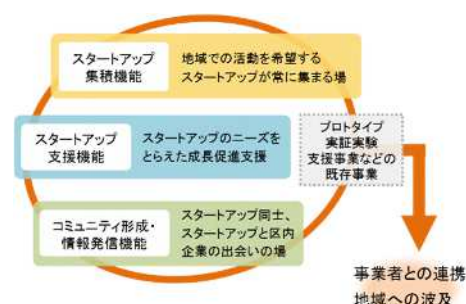 スタートアップ
集積機能
地域での活動を希望する
スタートアップが常に集まる場
スタートアップ
支援機能
スタートアップのニーズを
とらえた成長促進支援
プロトタイプ
実証実験
支援事業などの
既存事業
コミュニティ形成・
情報発信機能
スタートアップ同士、
スタートアップと区内
企業の出会いの場
事業者との連携
地域への波及